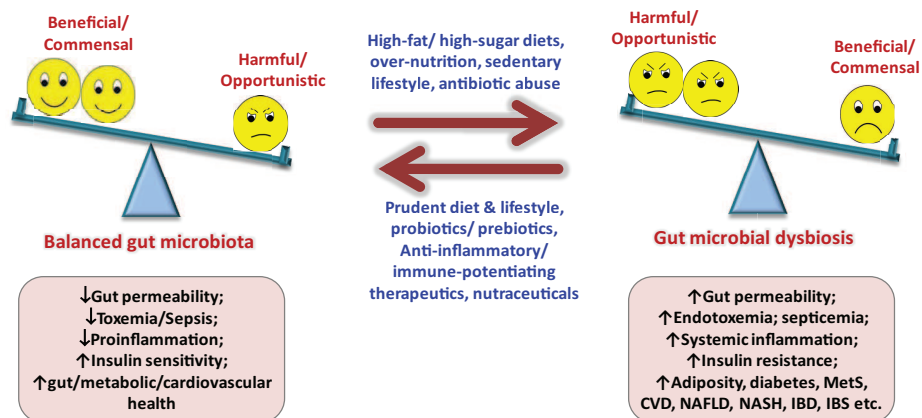 Beneficial/
Commensal
Harmful/
Opportunistic
Balanced gut microbiota
↓Gut permeability;
↓Toxemia/Sepsis;
↓Proinflammation;
↑Insulin sensitivity;
↑gut/metabolic/cardiovascular
health
High-fat/ high-sugar diets,
over-nutrition, sedentary
lifestyle, antibiotic abuse
Prudent diet & lifestyle,
probiotics/ prebiotics,
Anti-inflammatory/
immune-potentiating
therapeutics, nutraceuticals
Harmful/
Opportunistic
Beneficial/
Commensal
Gut microbial dysbiosis
↑Gut permeability;
↑Endotoxemia; septicemia;
↑Systemic inflammation;
↑Insulin resistance;
↑Adiposity, diabetes, MetS,
CVD, NAFLD, NASH, IBD, IBS etc.